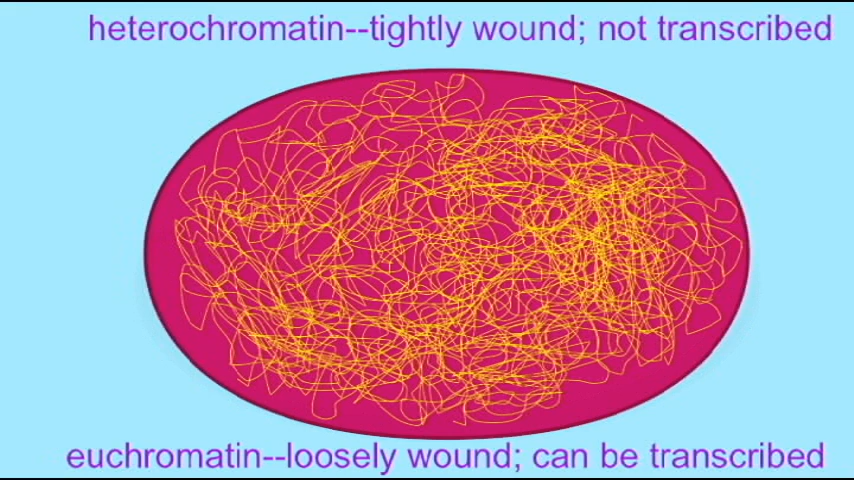 heterochromatin--tightly wound; not transcribed
euchromatin--loosely wound; can be transcribed